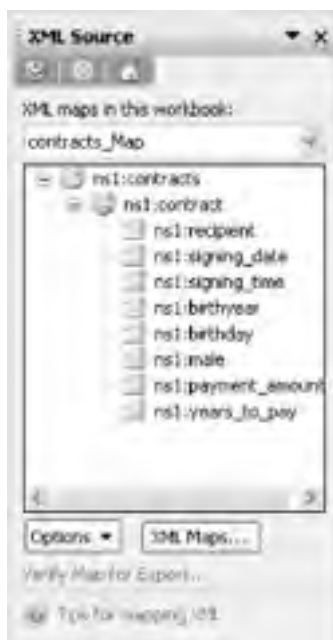 XML Source
XML maps in this workbook:
contracts_Map
ns1:contracts
ns1:contract
ns1:recipient
ns1:signing_date
ns1:signing_time
ns1:birthyear
ns1:birthday
ns1:male
ns1:payment_amount
ns1:years_to_pay
Options
XML Maps...
Verify Map for Export...
Tips for mapping XML